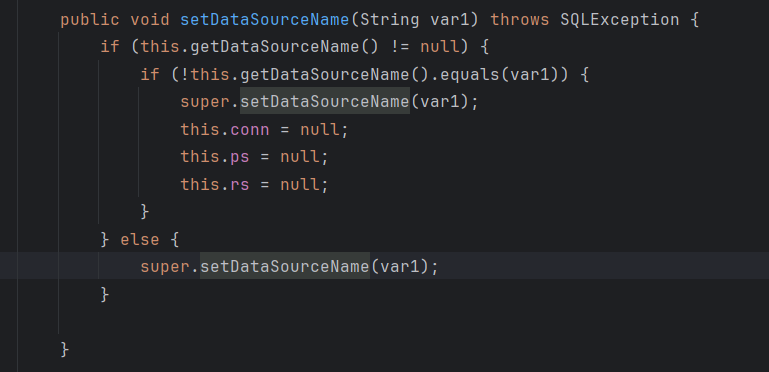 public void setDataSourceName(String var1) throws SQLException {
    if (this.getDataSourceName() != null) {
        if (!this.getDataSourceName().equals(var1)) {
            super.setDataSourceName(var1);
            this.conn = null;
            this.ps = null;
            this.rs = null;
        }
    } else {
        super.setDataSourceName(var1);
    }
}